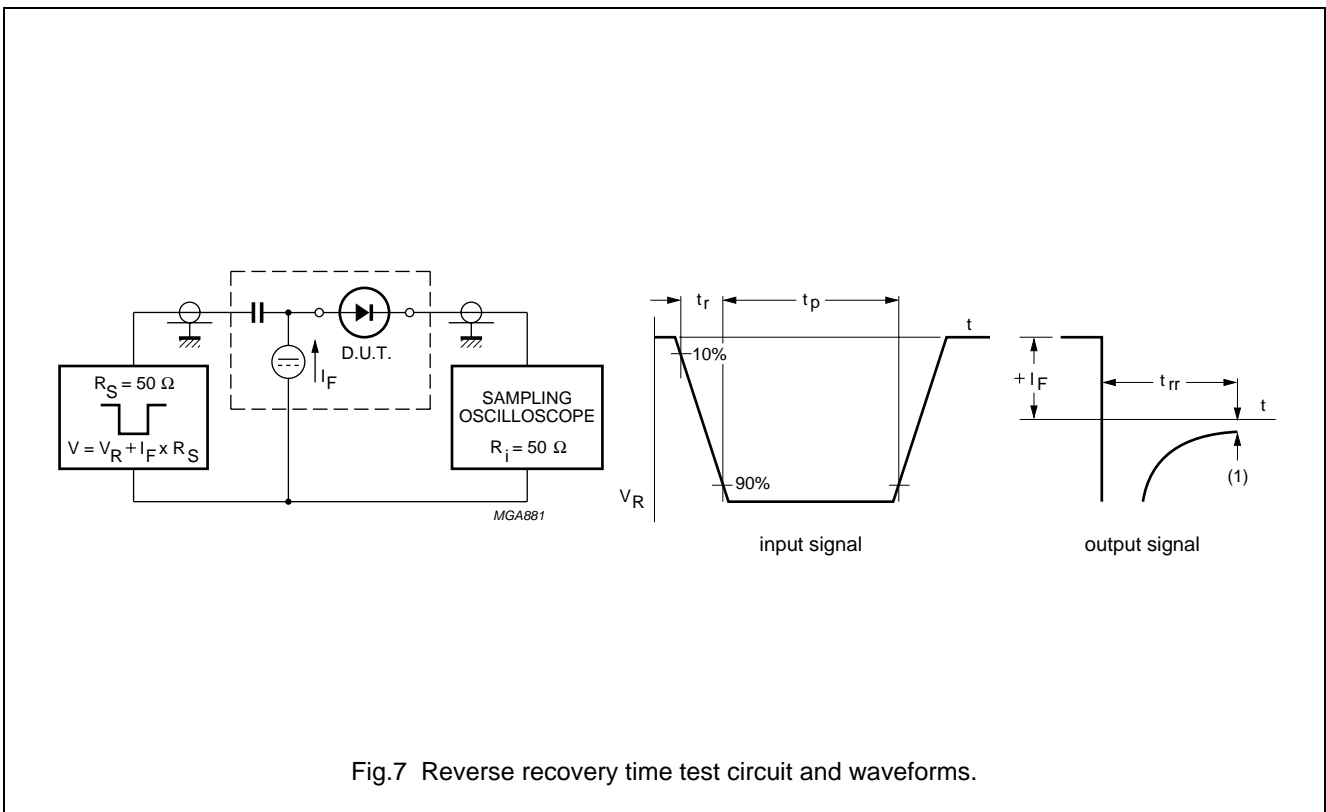 R_S = 50 Ω
V = V_R + I_F x R_S
I_F
D.U.T.
SAMPLING
OSCILLOSCOPE
R_i = 50 Ω
MGA881
t_r
t_p
t
10%
90%
V_R
input signal
+ I_F
t_rr
t
(1)
output signal
Fig.7 Reverse recovery time test circuit and waveforms.